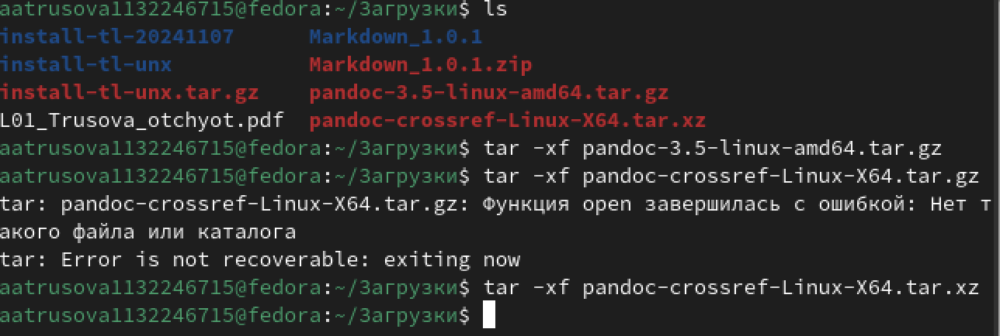 aatrusova1132246715@fedora:~/Загрузки$ ls
install-tl-20241107      Markdown_1.0.1
install-tl-unx           Markdown_1.0.1.zip
install-tl-unx.tar.gz    pandoc-3.5-linux-amd64.tar.gz
L01_Trusova_otchyot.pdf  pandoc-crossref-Linux-X64.tar.xz
aatrusova1132246715@fedora:~/Загрузки$ tar -xf pandoc-3.5-linux-amd64.tar.gz
aatrusova1132246715@fedora:~/Загрузки$ tar -xf pandoc-crossref-Linux-X64.tar.gz
tar: pandoc-crossref-Linux-X64.tar.gz: Функция open завершилась с ошибкой: Нет т
акого файла или каталога
tar: Error is not recoverable: exiting now
aatrusova1132246715@fedora:~/Загрузки$ tar -xf pandoc-crossref-Linux-X64.tar.xz
aatrusova1132246715@fedora:~/Загрузки$